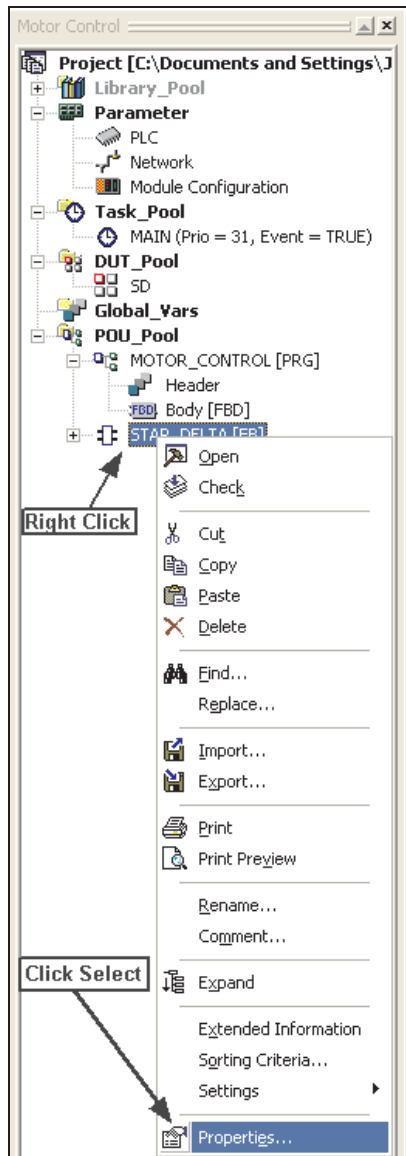 Motor Control
Project [C:\Documents and Settings\J
Library_Pool
Parameter
PLC
Network
Module Configuration
Task_Pool
MAIN (Prio = 31, Event = TRUE)
DUT_Pool
SD
Global_Vars
POU_Pool
MOTOR_CONTROL [PRG]
Header
FBD Body [FBD]
STAR_DELTA [FB]
Open
Check
Right Click
Cut
Copy
Paste
Delete
Find...
Replace...
Import...
Export...
Print
Print Preview
Rename...
Comment...
Click Select
Expand
Extended Information
Sorting Criteria...
Settings
Properties...